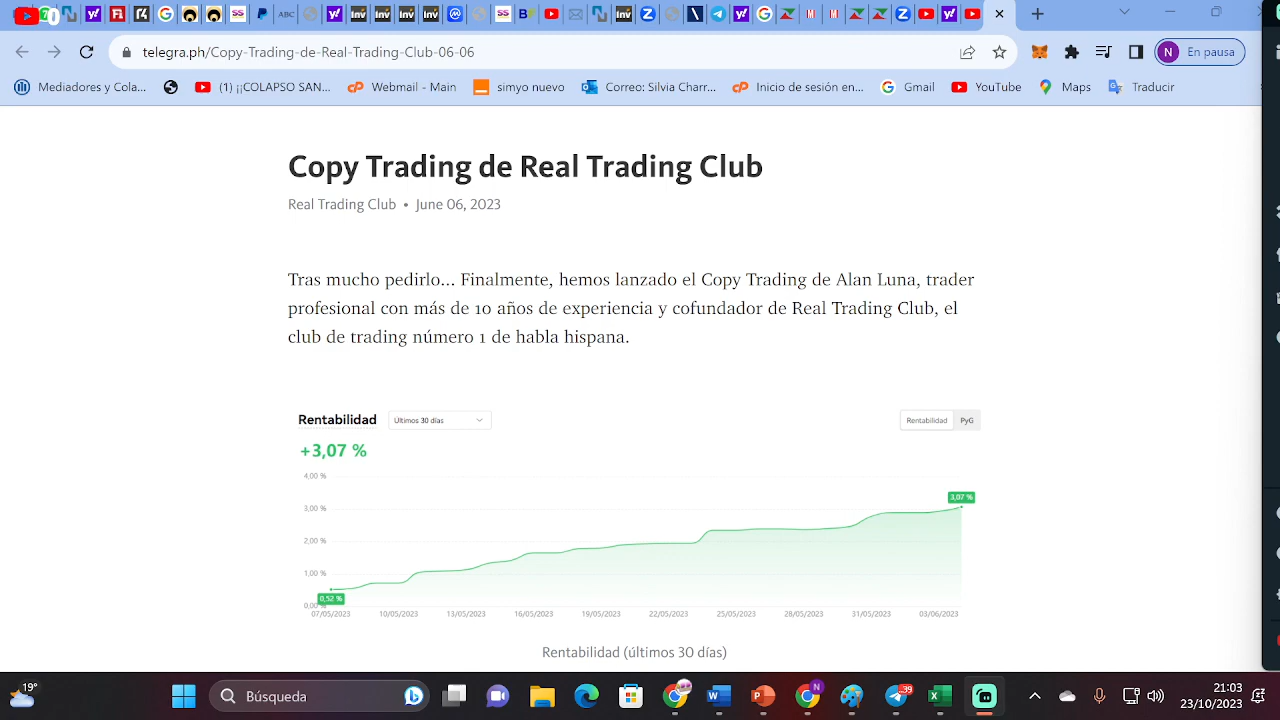 telegra.ph/Copy-Trading-de-Real-Trading-Club-06-06
N En pausa
Mediadores y Cola...
(1) ¡¡COLAPSO SAN...
Webmail - Main
simyo nuevo
Correo: Silvia Charr...
Inicio de sesión en...
Gmail
YouTube
Maps
Traducir
Copy Trading de Real Trading Club
Real Trading Club • June 06, 2023
Tras mucho pedirlo... Finalmente, hemos lanzado el Copy Trading de Alan Luna, trader
profesional con más de 10 años de experiencia y cofundador de Real Trading Club, el
club de trading número 1 de habla hispana.
Rentabilidad
Últimos 30 días
Rentabilidad
PyG
+3,07 %
4,00 %
3,07 %
3,00 %
2,00 %
1,00 %
0,52 %
0,00 %
07/05/2023 10/05/2023 13/05/2023 16/05/2023 19/05/2023 22/05/2023 25/05/2023 28/05/2023 31/05/2023 03/06/2023
Rentabilidad (últimos 30 días)
19°
Búsqueda
39
21:03
23/10/2023